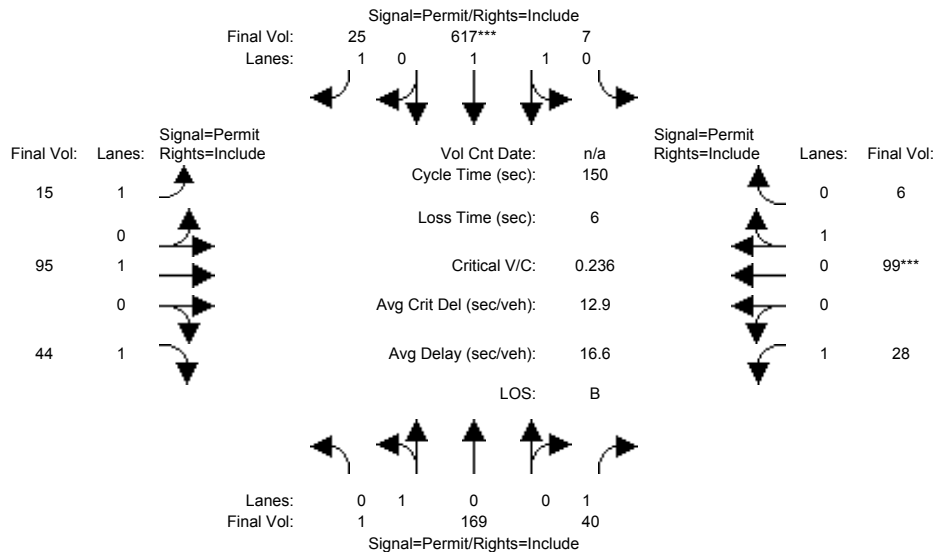 Signal=Permit/Rights=Include
Final Vol: 25 617*** 7
Lanes: 1 0 1 1 0
Signal=Permit Signal=Permit
Final Vol: Lanes: Rights=Include Vol Cnt Date: n/a Rights=Include Lanes: Final Vol:
Cycle Time (sec): 150
15 1 0 6
Loss Time (sec): 6
0 1
95 1 Critical V/C: 0.236 0 99***
0 Avg Crit Del (sec/veh): 12.9 0
44 1 Avg Delay (sec/veh): 16.6 1 28
LOS: B
Lanes: 0 1 0 0 1
Final Vol: 1 169 40
Signal=Permit/Rights=Include